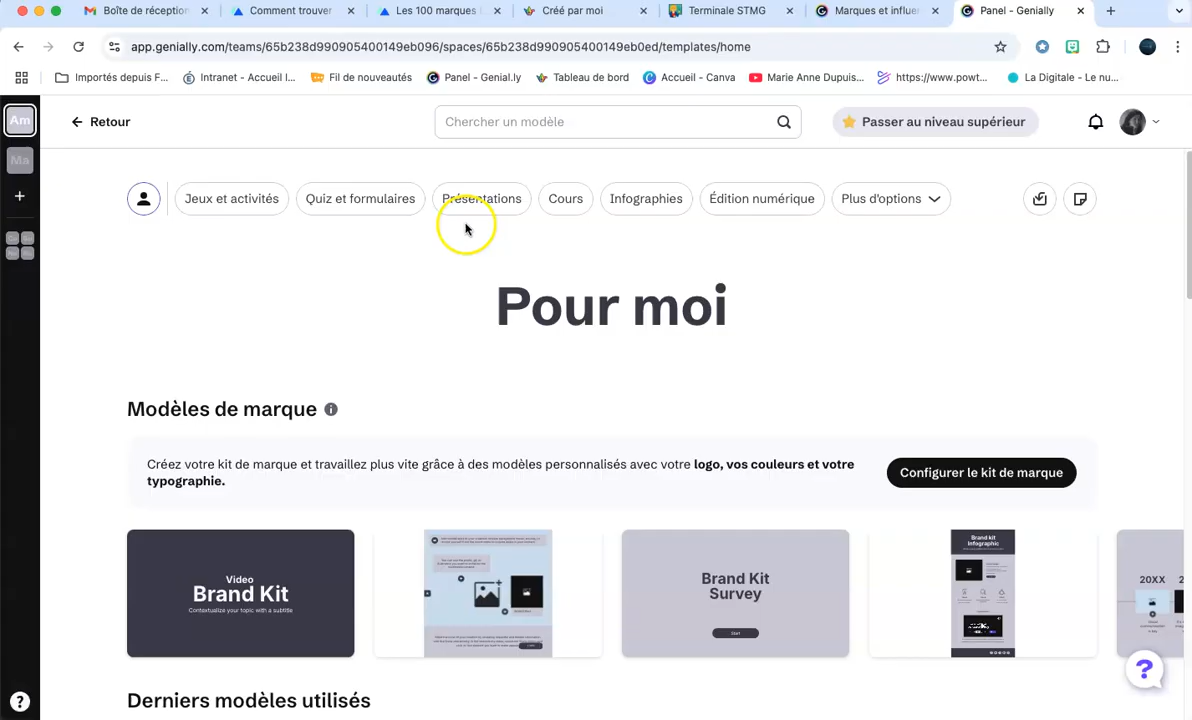 Boîte de réception
Comment trouver
Les 100 marques
Créé par moi
Terminale STMG
Marques et influe
Panel - Genially
app.genially.com/teams/65b238d990905400149eb096/spaces/65b238d990905400149eb0ed/templates/home
Importés depuis F...
Intranet - Accueil I...
Fil de nouveautés
Panel - Genial.ly
Tableau de bord
Accueil - Canva
Marie Anne Dupuis...
https://www.powt...
La Digitale - Le nu...
Am
Retour
Chercher un modèle
Passer au niveau supérieur
Ma
Jeux et activités
Quiz et formulaires
Présentations
Cours
Infographies
Édition numérique
Plus d'options
Pour moi
Modèles de marque
Créez votre kit de marque et travaillez plus vite grâce à des modèles personnalisés avec votre logo, vos couleurs et votre
typographie.
Configurer le kit de marque
Video
Brand Kit
Contextualize your topic with a subtitle
Brand Kit
Survey
Start
Brand kit
Infographic
20XX
2
Derniers modèles utilisés